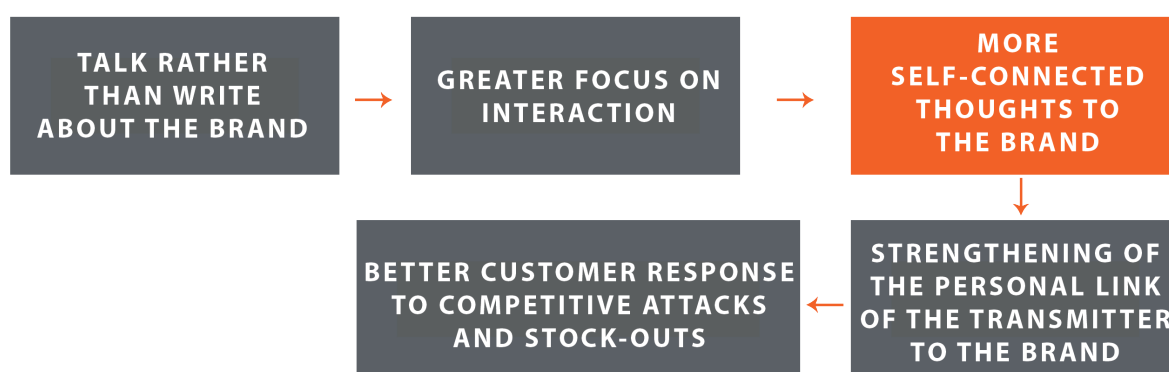 TALK RATHER
THAN WRITE
ABOUT THE BRAND
GREATER FOCUS ON
INTERACTION
MORE
SELF-CONNECTED
THOUGHTS TO
THE BRAND
STRENGTHENING OF
THE PERSONAL LINK
OF THE TRANSMITTER
TO THE BRAND
BETTER CUSTOMER RESPONSE
TO COMPETITIVE ATTACKS
AND STOCK-OUTS